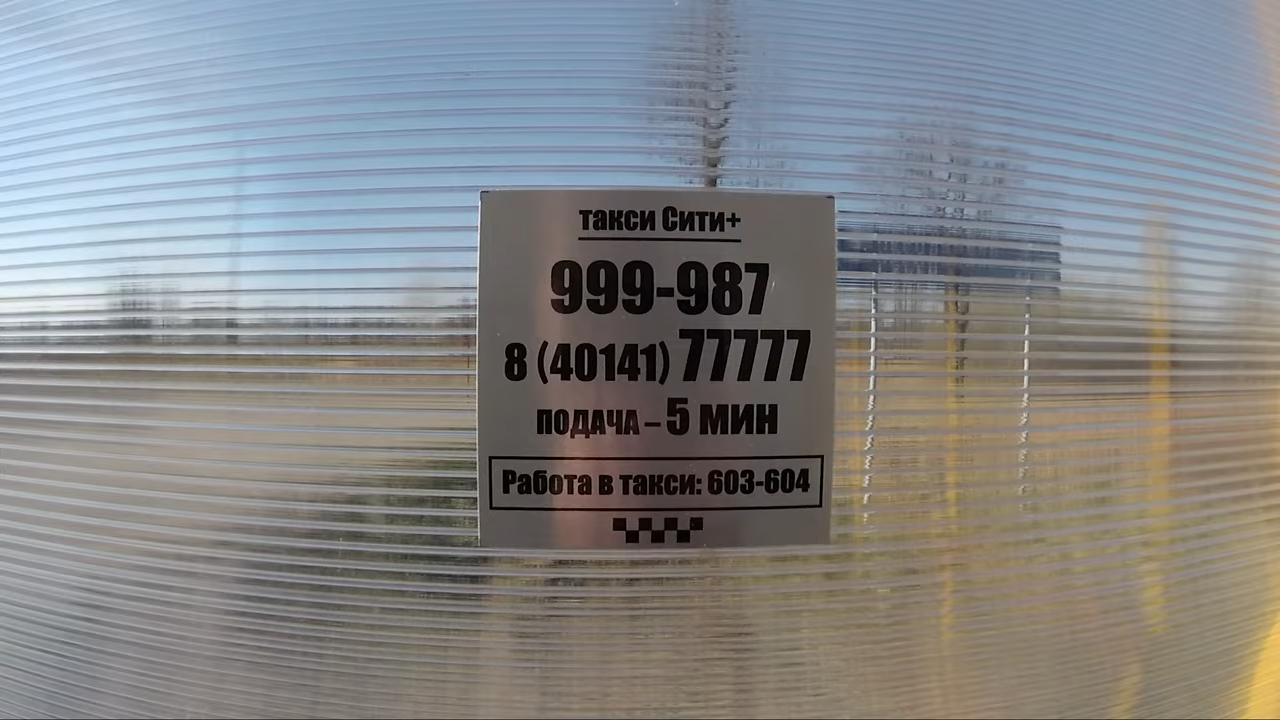 такси Сити+
999-987
8 (40141) 77777
подача – 5 мин
Работа в такси: 603-604